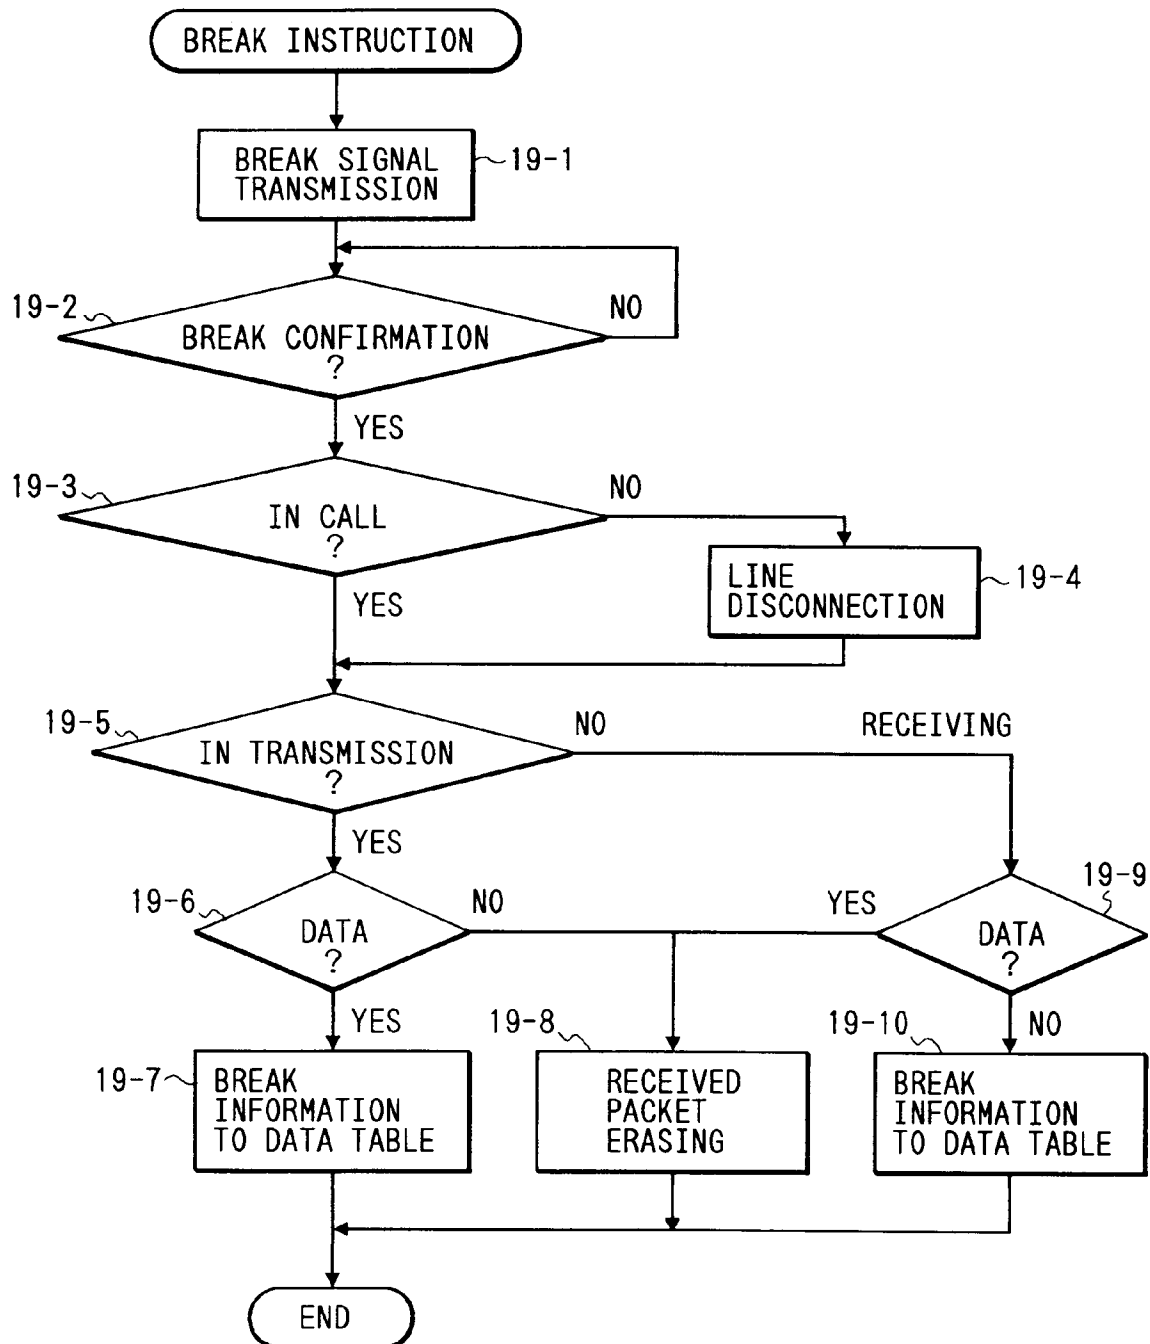 BREAK INSTRUCTION
BREAK SIGNAL
TRANSMISSION
19-1
19-2
NO
BREAK CONFIRMATION
?
YES
19-3
NO
IN CALL
?
LINE
DISCONNECTION
19-4
YES
19-5
NO
RECEIVING
IN TRANSMISSION
?
YES
19-6
NO
YES
19-9
DATA
?
DATA
?
YES
19-8
19-10
NO
19-7
BREAK
INFORMATION
TO DATA TABLE
RECEIVED
PACKET
ERASING
BREAK
INFORMATION
TO DATA TABLE
END